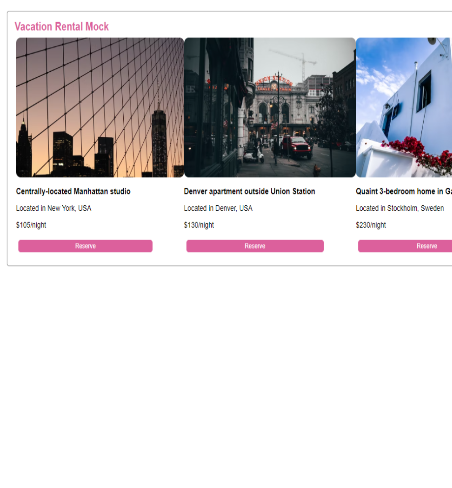 Vacation Rental Mock
Centrally-located Manhattan studio
Located in New York, USA
$105/night
Reserve
Denver apartment outside Union Station
Located in Denver, USA
$130/night
Reserve
Quaint 3-bedroom home in Ga
Located in Stockholm, Sweden
$230/night
Reserve